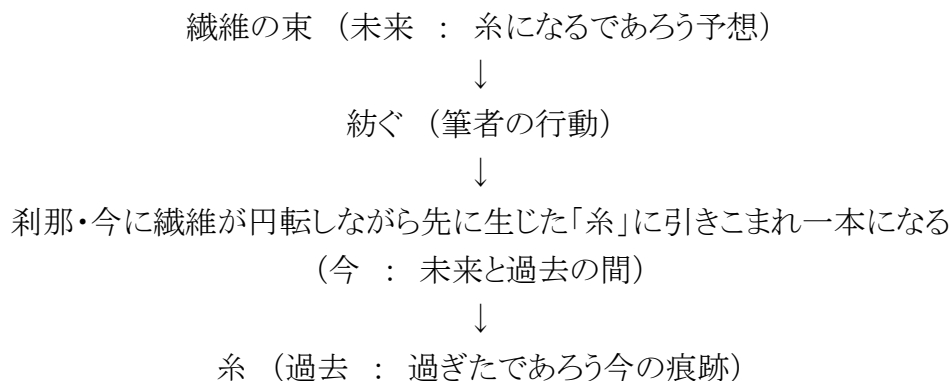 繊維の束 （未来 ： 糸になるであろう予想）
↓
紡ぐ （筆者の行動）
↓
刹那・今に繊維が円転しながら先に生じた「糸」に引きこまれ一本になる
（今 ： 未来と過去の間）
↓
糸 （過去 ： 過ぎたであろう今の痕跡）